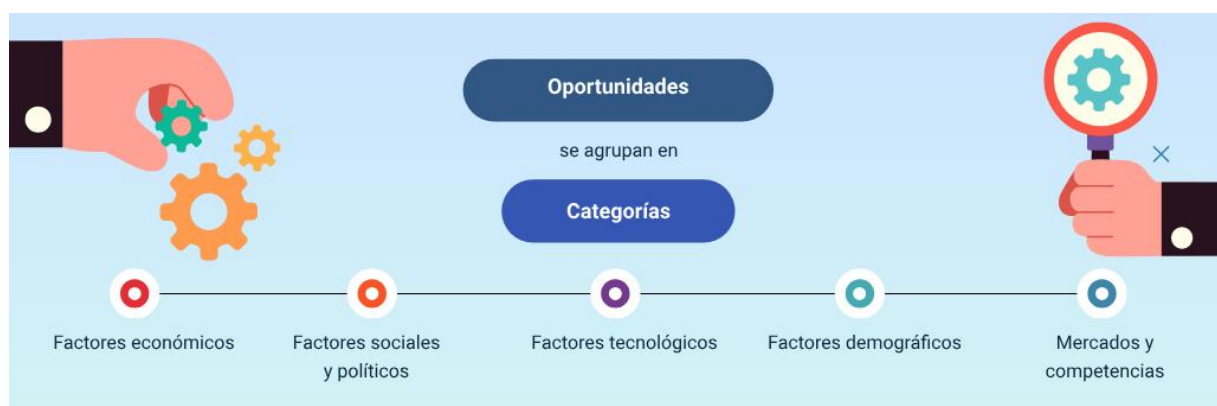 Oportunidades
se agrupan en
Categorías
Factores económicos
Factores sociales
y políticos
Factores tecnológicos
Factores demográficos
Mercados y
competencias